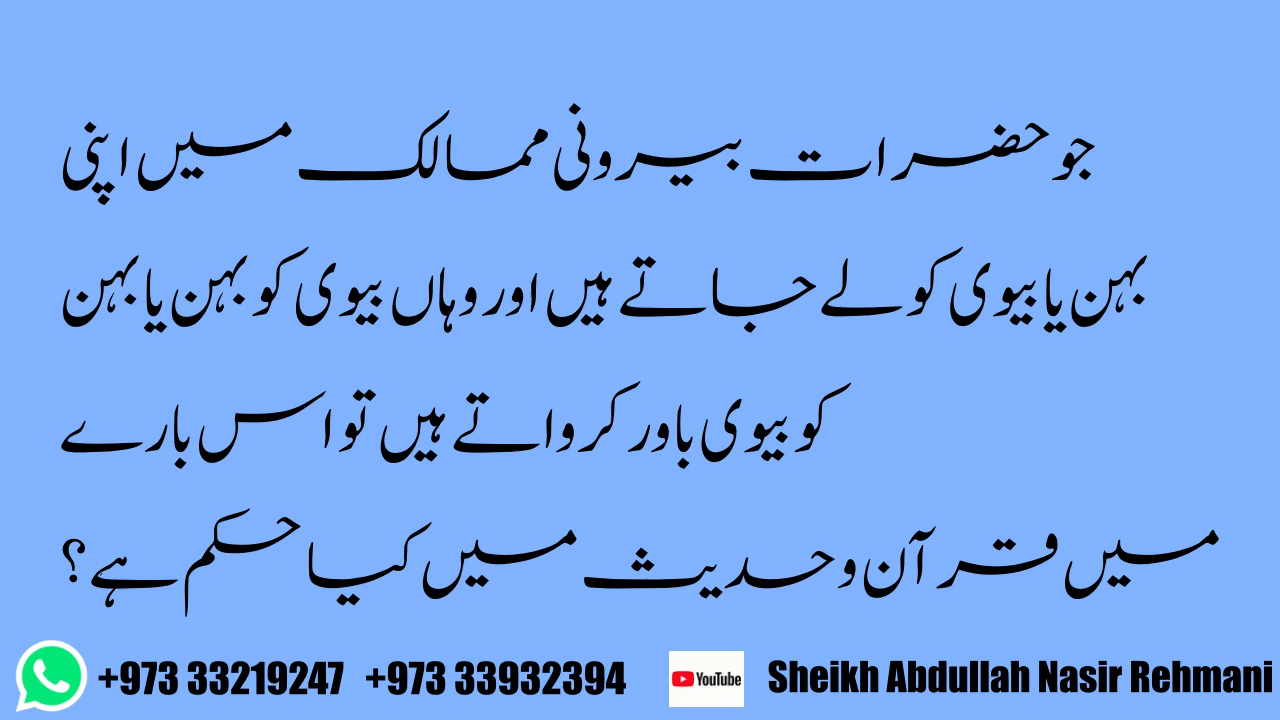 جو حضرات بیرونی ممالک میں اپنی
بہن یا بیوی کو لے جاتے ہیں اور وہاں بیوی کو بہن یا بہن
کو بیوی باور کرواتے ہیں تو اس بارے
میں قرآن و حدیث میں کیا حکم ہے؟
+973 33219247 +973 33932394 YouTube Sheikh Abdullah Nasir Rehmani